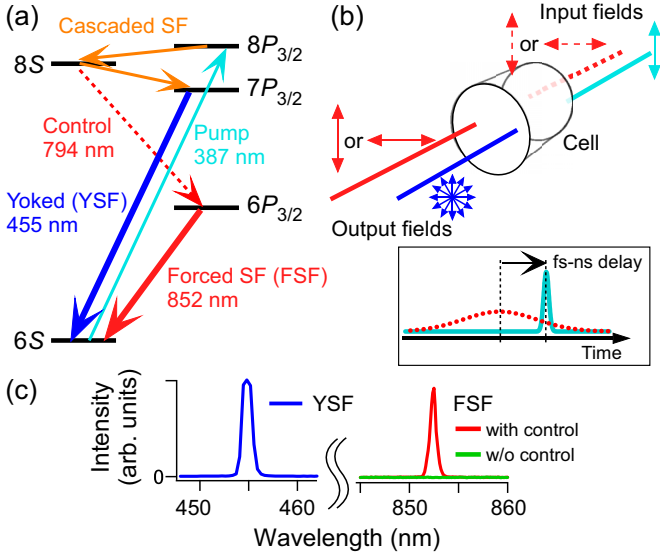 (a)
Cascaded SF
8P3/2
8S
7P3/2
Control
794 nm
Pump
387 nm
Yoked (YSF)
455 nm
6P3/2
Forced SF (FSF)
852 nm
6S
(b)
Input fields
or
or
Cell
Output fields
fs-ns delay
Time
(c)
Intensity
(arb. units)
0
YSF
FSF
with control
w/o control
450
460
850
860
Wavelength (nm)